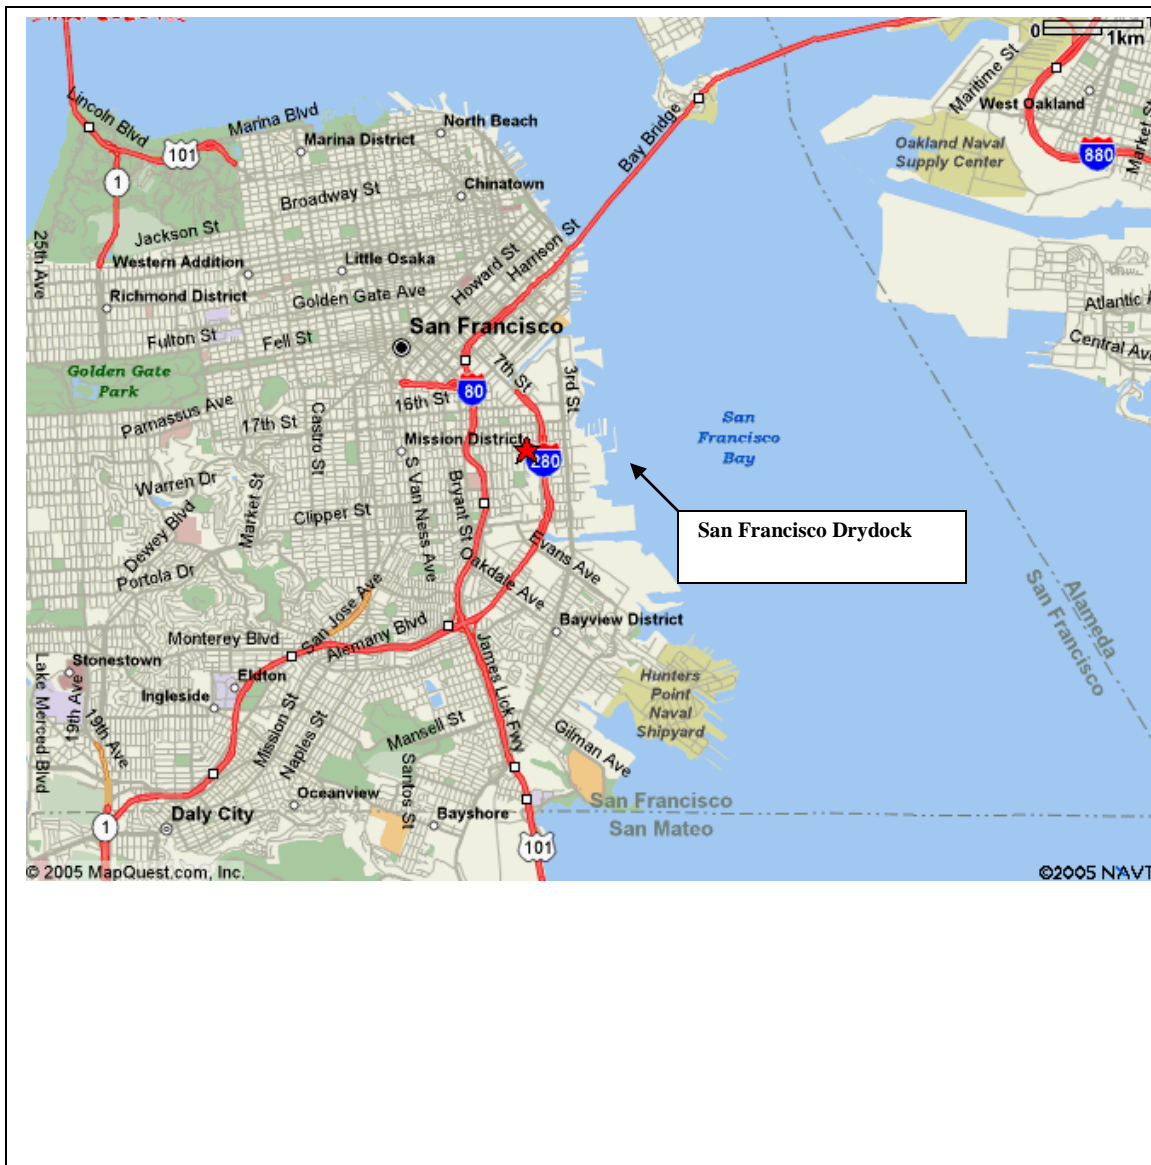 0
1km
Lincoln Blvd
Marina Blvd
North Beach
Maritime St
West Oakland
Market St
101
Marina District
Bay Bridge
Oakland Naval
Supply Center
880
1
Broadway St
Chinatown
25th Ave
Jackson St
Harrison St
Howard St
Western Addition
Little Osaka
Richmond District
Golden Gate Ave
Atlantic
San Francisco
Fulton St
Fell St
Central Ave
Golden Gate
Park
7th St
3rd St
80
16th St
Parnassus Ave
17th St
Castro St
San
Francisco
Bay
Mission District
280
Warren Dr
Market St
S Van Ness Ave
Bryant St
Clipper St
Dewey Blvd
San Francisco Drydock
Evans Ave
Oakdale Ave
Portola Dr
San Jose Ave
Alameda
San Francisco
Monterey Blvd
Alemany Blvd
Bayview District
James Lick Fwy
Stonestown
Lake Merced Blvd
19th Ave
Eldton
Ingleside
Hunters
Point
Naval
Shipyard
19th Ave
Mission St
Naples St
Mansell St
Gilman Ave
Santos St
Oceanview
San Francisco
San Mateo
Daly City
Bayshore
1
101
© 2005 MapQuest.com, Inc.
©2005 NAVT